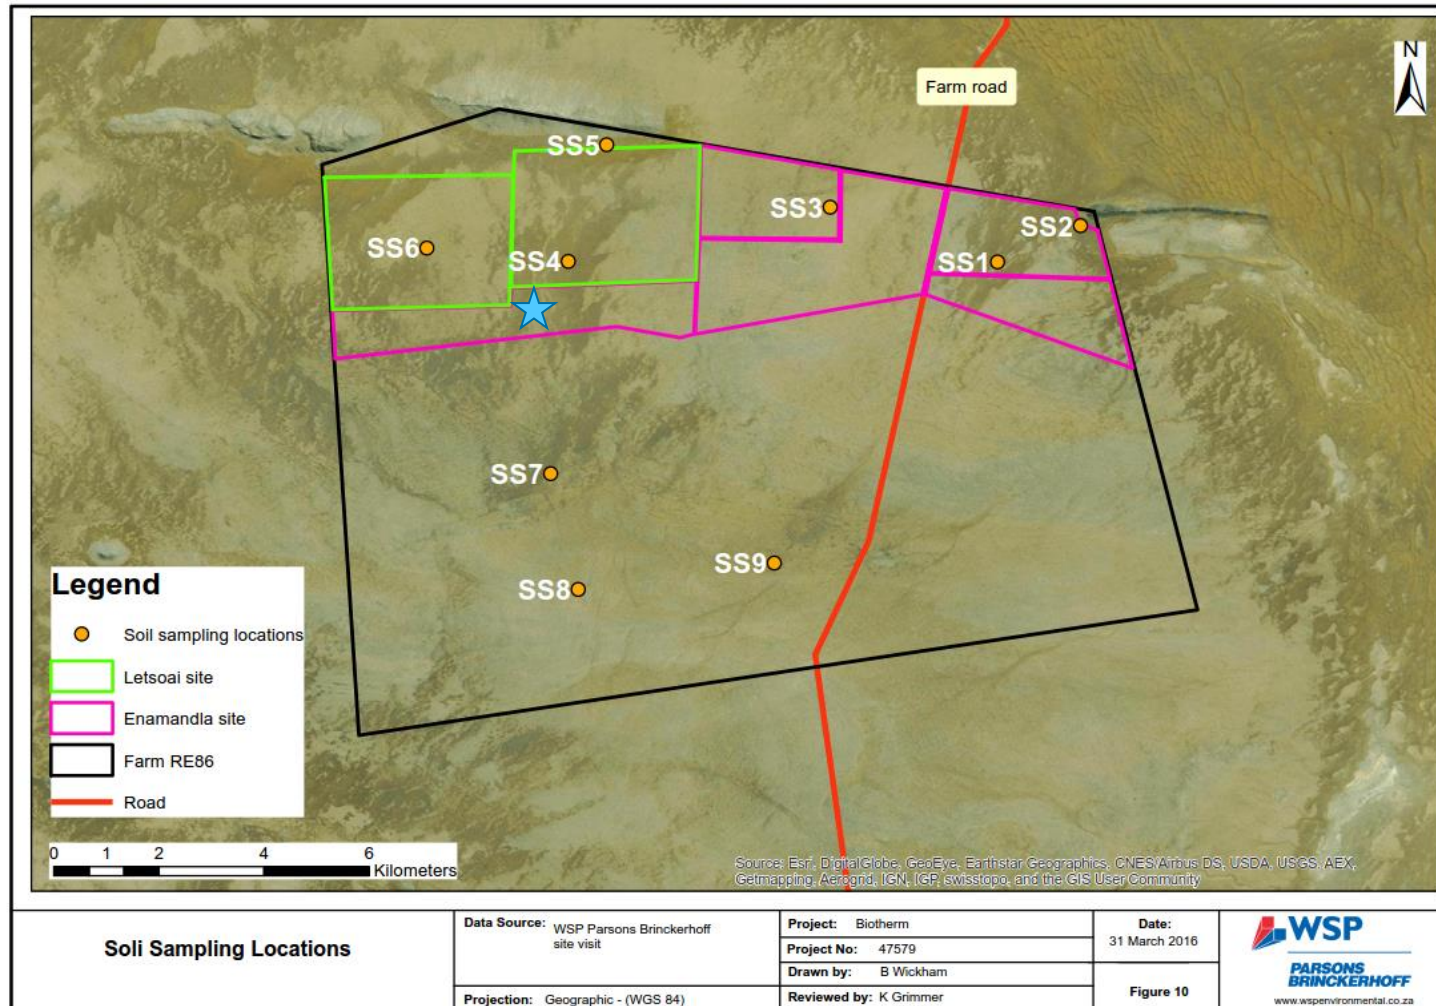 N
Farm road
SS5
SS3
SS2
SS6
SS4
SS1
SS7
SS9
SS8
Legend
Soil sampling locations
Letsoai site
Enamandla site
Farm RE86
Road
0 1 2 4 6
Kilometers
Source: Esri, DigitalGlobe, GeoEye, Earthstar Geographics, CNES/Airbus DS, USDA, USGS, AEX,
Getmapping, Aerogrid, IGN, IGP, swisstopo, and the GIS User Community
Soli Sampling Locations
Data Source: WSP Parsons Brinckerhoff
site visit
Projection: Geographic - (WGS 84)
Project: Biotherm
Project No: 47579
Drawn by: B Wickham
Reviewed by: K Grimmer
Date:
31 March 2016
Figure 10
WSP
PARSONS
BRINCKERHOFF
www.wspenvironmental.co.za